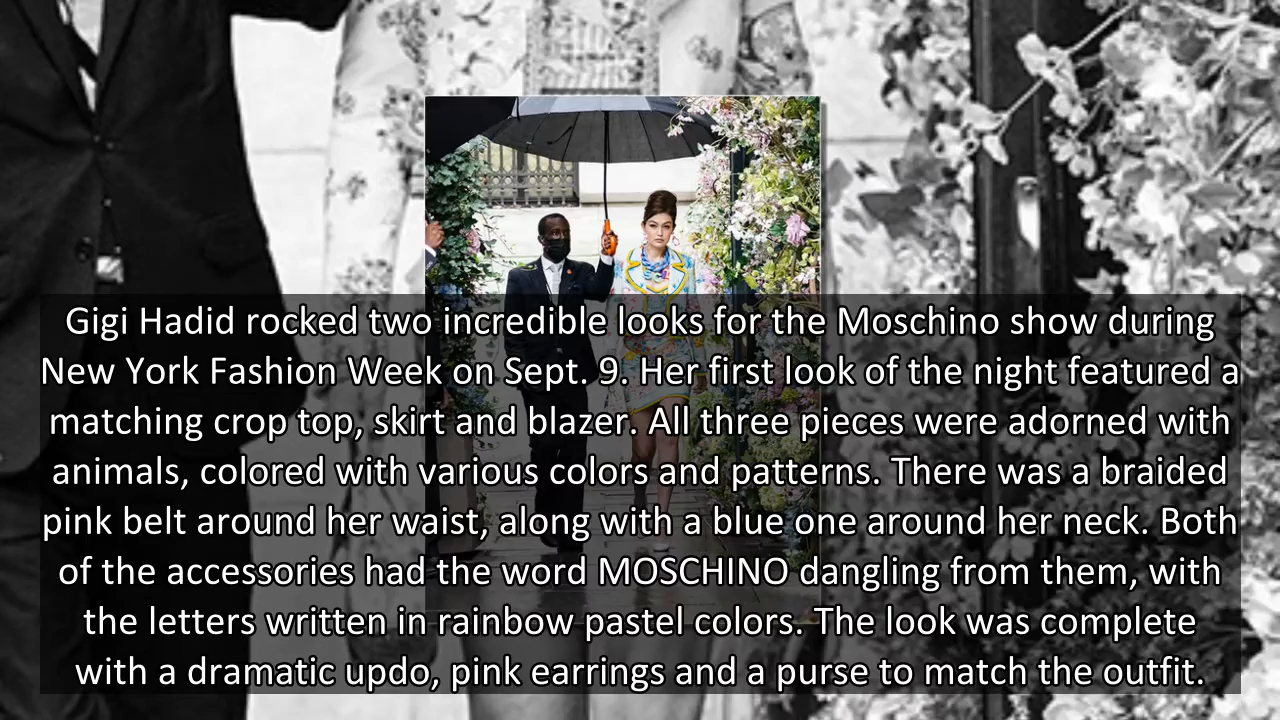 Gigi Hadid rocked two incredible looks for the Moschino show during
New York Fashion Week on Sept. 9. Her first look of the night featured a
matching crop top, skirt and blazer. All three pieces were adorned with
animals, colored with various colors and patterns. There was a braided
pink belt around her waist, along with a blue one around her neck. Both
of the accessories had the word MOSCHINO dangling from them, with
the letters written in rainbow pastel colors. The look was complete
with a dramatic updo, pink earrings and a purse to match the outfit.